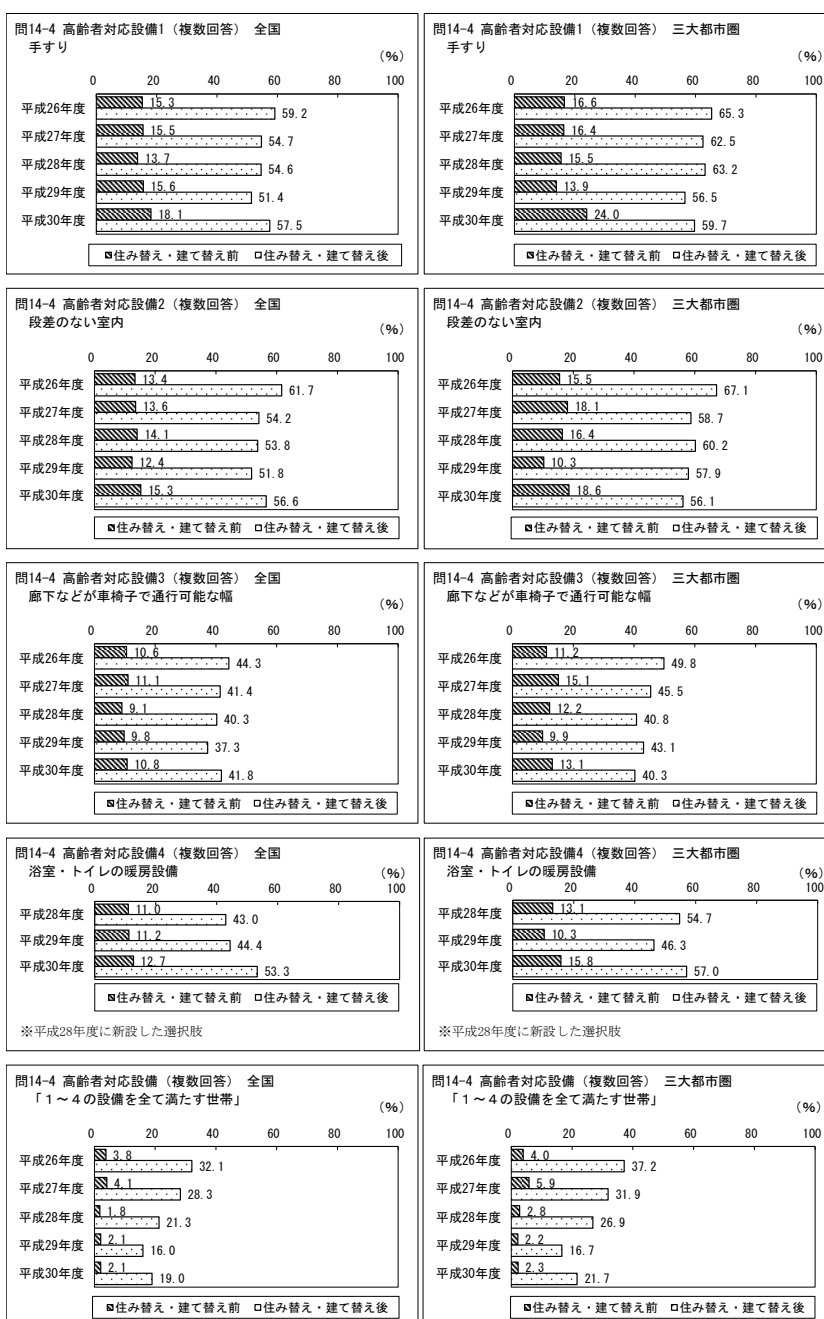 問14-4 高齢者対応設備1（複数回答） 全国
手すり
（%）
0 20 40 60 80 100
平成26年度 15.3 59.2
平成27年度 15.5 54.7
平成28年度 13.7 54.6
平成29年度 15.6 51.4
平成30年度 18.1 57.5
住み替え・建て替え前 住み替え・建て替え後
問14-4 高齢者対応設備1（複数回答） 三大都市圏
手すり
（%）
0 20 40 60 80 100
平成26年度 16.6 65.3
平成27年度 16.4 62.5
平成28年度 15.5 63.2
平成29年度 13.9 56.5
平成30年度 24.0 59.7
住み替え・建て替え前 住み替え・建て替え後
問14-4 高齢者対応設備2（複数回答） 全国
段差のない室内
（%）
0 20 40 60 80 100
平成26年度 13.4 61.7
平成27年度 13.6 54.2
平成28年度 14.1 53.8
平成29年度 12.4 51.8
平成30年度 15.3 56.6
住み替え・建て替え前 住み替え・建て替え後
問14-4 高齢者対応設備2（複数回答） 三大都市圏
段差のない室内
（%）
0 20 40 60 80 100
平成26年度 15.5 67.1
平成27年度 18.1 58.7
平成28年度 16.4 60.2
平成29年度 10.3 57.9
平成30年度 18.6 56.1
住み替え・建て替え前 住み替え・建て替え後
問14-4 高齢者対応設備3（複数回答） 全国
廊下などが車椅子で通行可能な幅
（%）
0 20 40 60 80 100
平成26年度 10.6 44.3
平成27年度 11.1 41.4
平成28年度 9.1 40.3
平成29年度 9.8 37.3
平成30年度 10.8 41.8
住み替え・建て替え前 住み替え・建て替え後
問14-4 高齢者対応設備3（複数回答） 三大都市圏
廊下などが車椅子で通行可能な幅
（%）
0 20 40 60 80 100
平成26年度 11.2 49.8
平成27年度 15.1 45.5
平成28年度 12.2 40.8
平成29年度 9.9 43.1
平成30年度 13.1 40.3
住み替え・建て替え前 住み替え・建て替え後
問14-4 高齢者対応設備4（複数回答） 全国
浴室・トイレの暖房設備
（%）
0 20 40 60 80 100
平成28年度 11.0 43.0
平成29年度 11.2 44.4
平成30年度 12.7 53.3
住み替え・建て替え前 住み替え・建て替え後
※平成28年度に新設した選択肢
問14-4 高齢者対応設備4（複数回答） 三大都市圏
浴室・トイレの暖房設備
（%）
0 20 40 60 80 100
平成28年度 13.1 54.7
平成29年度 10.3 46.3
平成30年度 15.8 57.0
住み替え・建て替え前 住み替え・建て替え後
※平成28年度に新設した選択肢
問14-4 高齢者対応設備（複数回答） 全国
「１～４の設備を全て満たす世帯」
（%）
0 20 40 60 80 100
平成26年度 3.8 32.1
平成27年度 4.1 28.3
平成28年度 1.8 21.3
平成29年度 2.1 16.0
平成30年度 2.1 19.0
住み替え・建て替え前 住み替え・建て替え後
問14-4 高齢者対応設備（複数回答） 三大都市圏
「１～４の設備を全て満たす世帯」
（%）
0 20 40 60 80 100
平成26年度 4.0 37.2
平成27年度 5.9 31.9
平成28年度 2.8 26.9
平成29年度 2.2 16.7
平成30年度 2.3 21.7
住み替え・建て替え前 住み替え・建て替え後